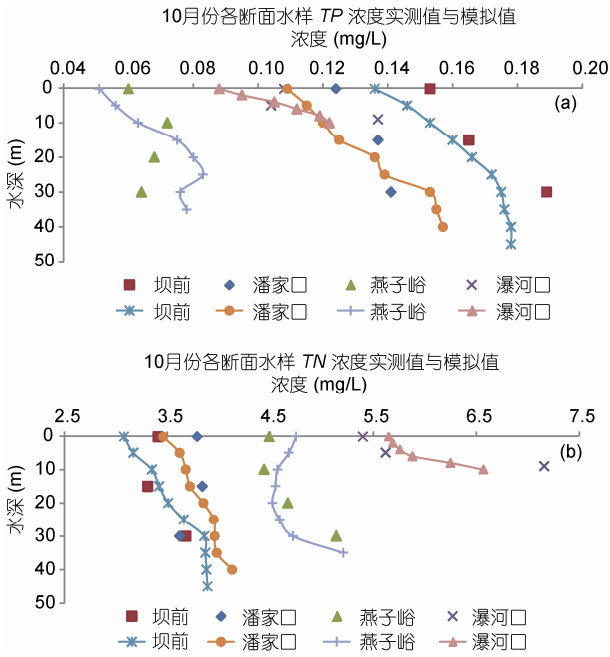 10月份各断面水样 TP 浓度实测值与模拟值
浓度 (mg/L)
0.04 0.06 0.08 0.10 0.12 0.14 0.16 0.18 0.20
(a)
水深 (m)
0
10
20
30
40
50
坝前 潘家口 燕子峪 瀑河口
坝前 潘家口 燕子峪 瀑河口
10月份各断面水样 TN 浓度实测值与模拟值
浓度 (mg/L)
2.5 3.5 4.5 5.5 6.5 7.5
(b)
水深 (m)
0
10
20
30
40
50
坝前 潘家口 燕子峪 瀑河口
坝前 潘家口 燕子峪 瀑河口